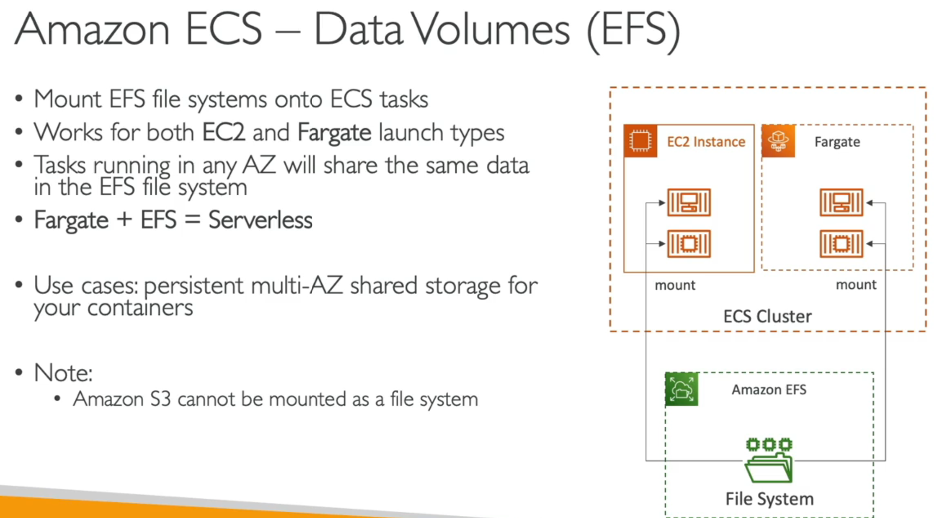 Amazon ECS – Data Volumes (EFS)
• Mount EFS file systems onto ECS tasks
• Works for both EC2 and Fargate launch types
• Tasks running in any AZ will share the same data
in the EFS file system
• Fargate + EFS = Serverless
• Use cases: persistent multi-AZ shared storage for
your containers
• Note:
• Amazon S3 cannot be mounted as a file system
EC2 Instance
Fargate
mount
mount
ECS Cluster
Amazon EFS
File System